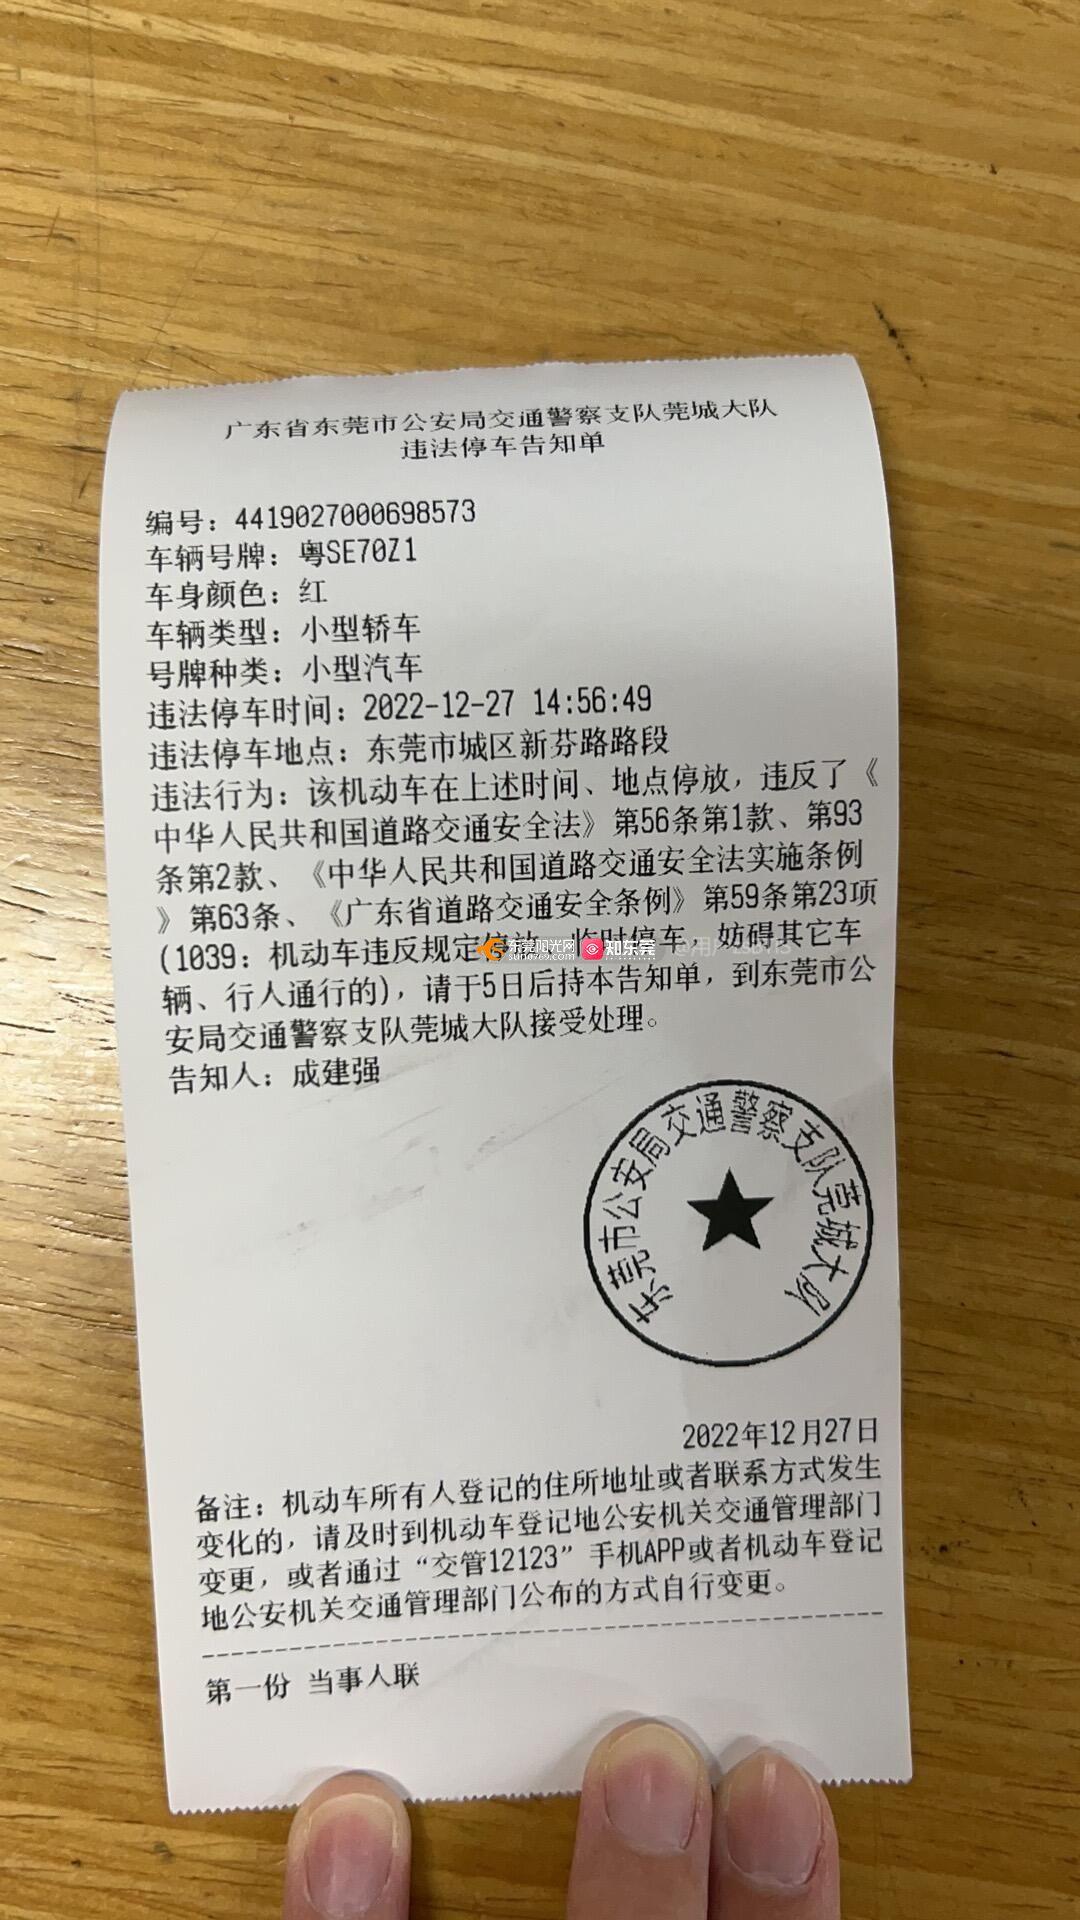 广东省东莞市公安局交通警察支队莞城大队
违法停车告知单
编号：4419027000698573
车辆号牌：粤SE70Z1
车身颜色：红
车辆类型：小型轿车
号牌种类：小型汽车
违法停车时间：2022-12-27 14:56:49
违法停车地点：东莞市城区新芬路路段
违法行为：该机动车在上述时间、地点停放，违反了《
中华人民共和国道路交通安全法》第56条第1款、第93
条第2款、《中华人民共和国道路交通安全法实施条例
》第63条、《广东省道路交通安全条例》第59条第23项
(1039：机动车违反规定停放、临时停车，妨碍其它车
东莞阳光网
sun0769.com
知东莞
@用户
辆、行人通行的)，请于5日后持本告知单，到东莞市公
安局交通警察支队莞城大队接受处理。
告知人：成建强
东莞市公安局交通警察支队莞城大队
2022年12月27日
备注：机动车所有人登记的住所地址或者联系方式发生
变化的，请及时到机动车登记地公安机关交通管理部门
变更，或者通过“交管12123”手机APP或者机动车登记
地公安机关交通管理部门公布的方式自行变更。
第一份 当事人联